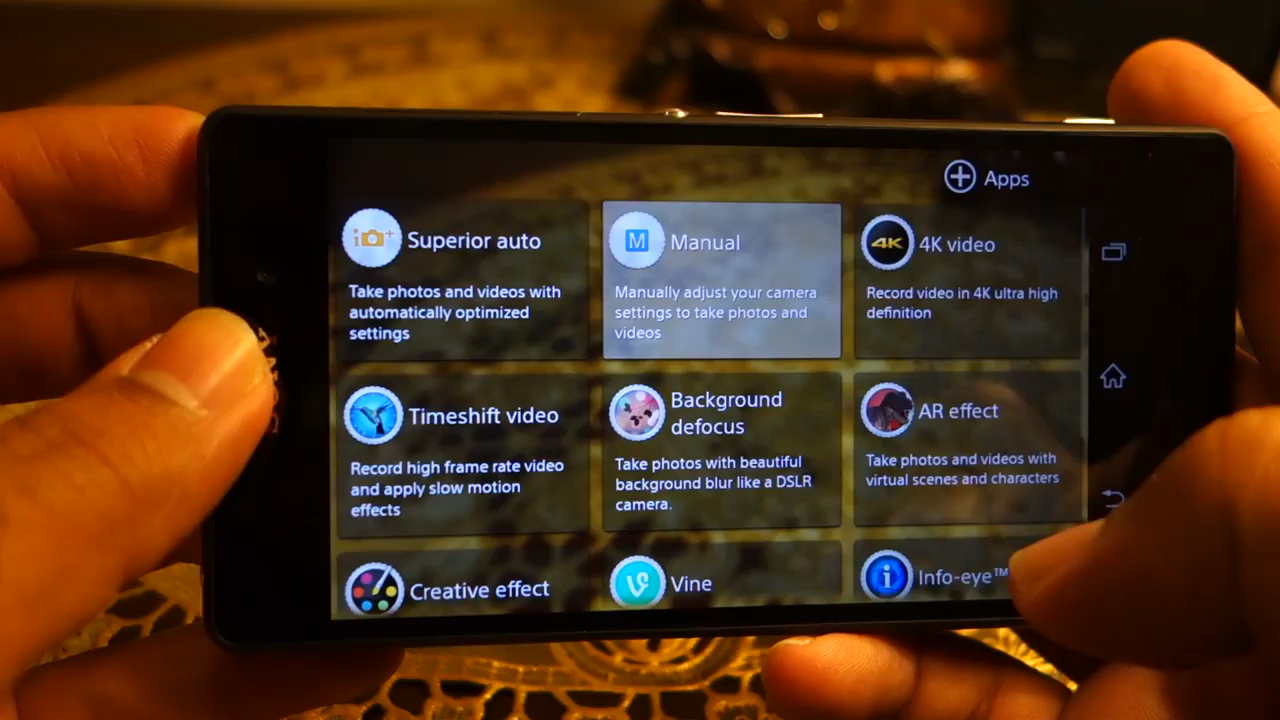 Apps
i +
Superior auto
Take photos and videos with
automatically optimized
settings
M
Manual
Manually adjust your camera
settings to take photos and
videos
4K
4K video
Record video in 4K ultra high
definition
Timeshift video
Record high frame rate video
and apply slow motion
effects
Background
defocus
Take photos with beautiful
background blur like a DSLR
camera.
AR effect
Take photos and videos with
virtual scenes and characters
Creative effect
Vine
i
Info-eye™